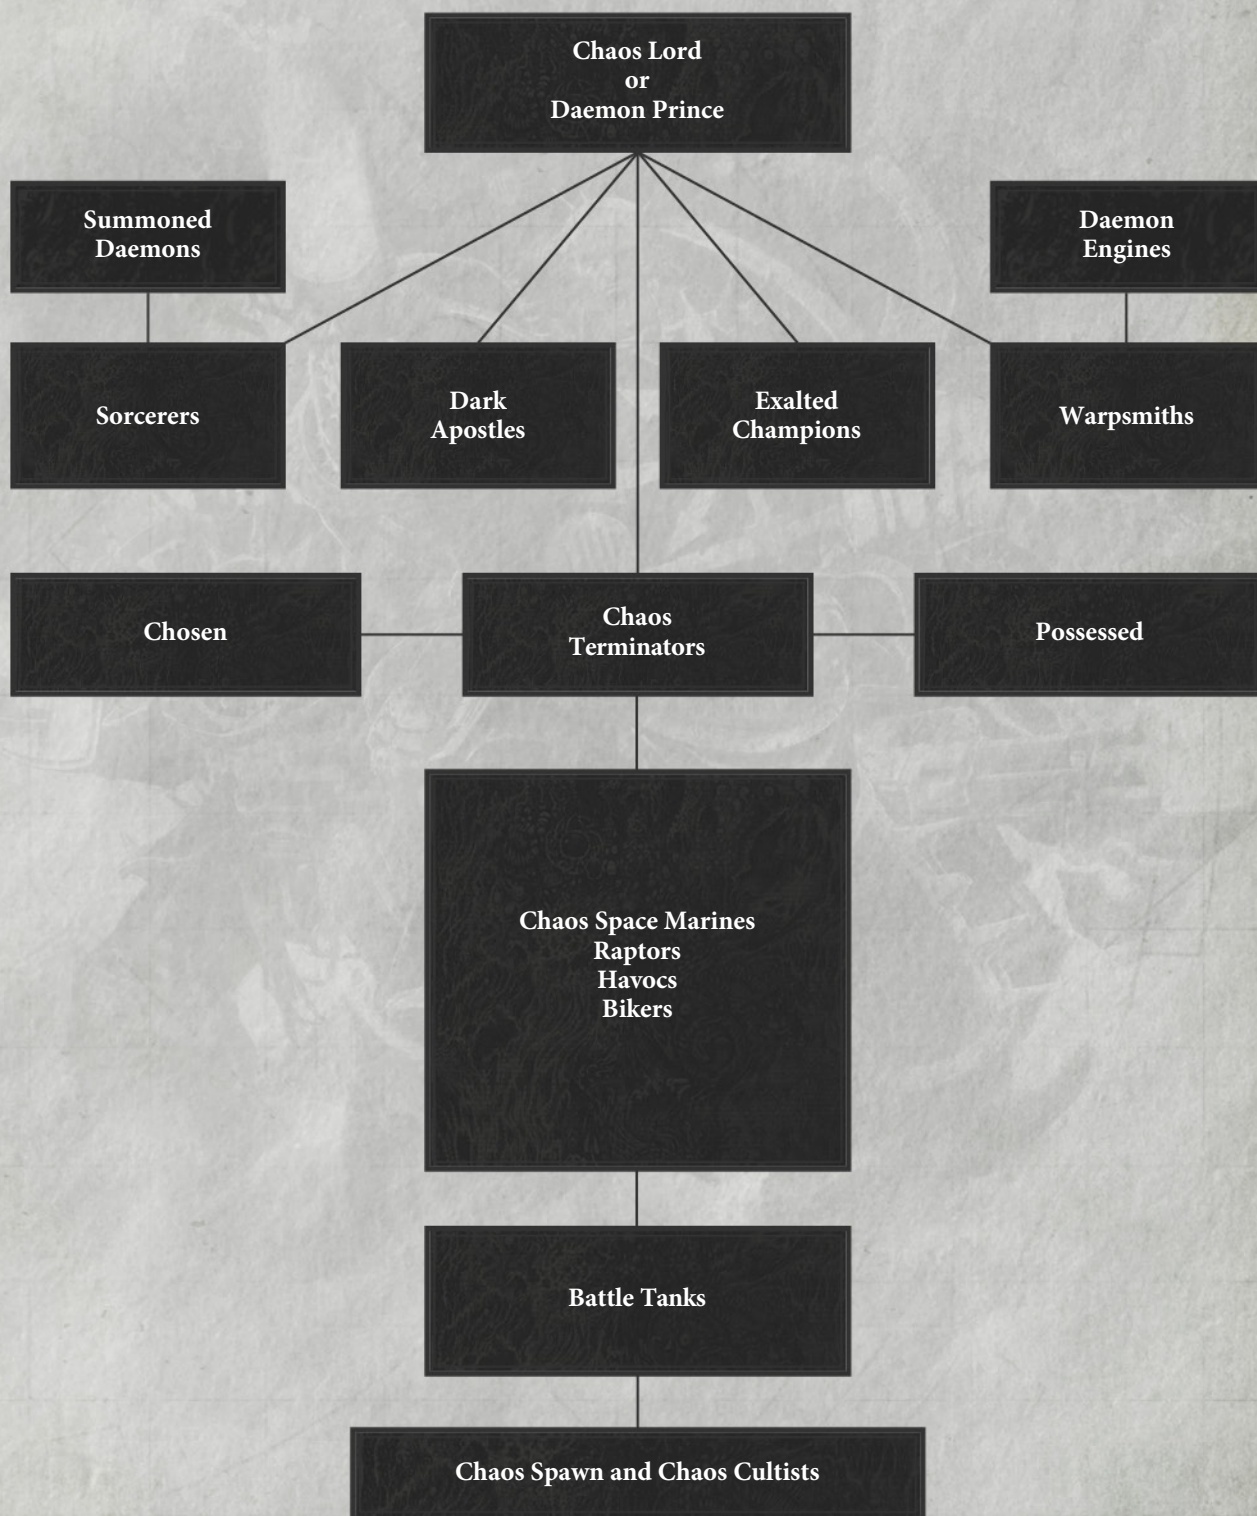 Chaos Lord
or
Daemon Prince
Summoned
Daemons
Daemon
Engines
Sorcerers
Dark
Apostles
Exalted
Champions
Warpsmiths
Chosen
Chaos
Terminators
Possessed
Chaos Space Marines
Raptors
Havocs
Bikers
Battle Tanks
Chaos Spawn and Chaos Cultists